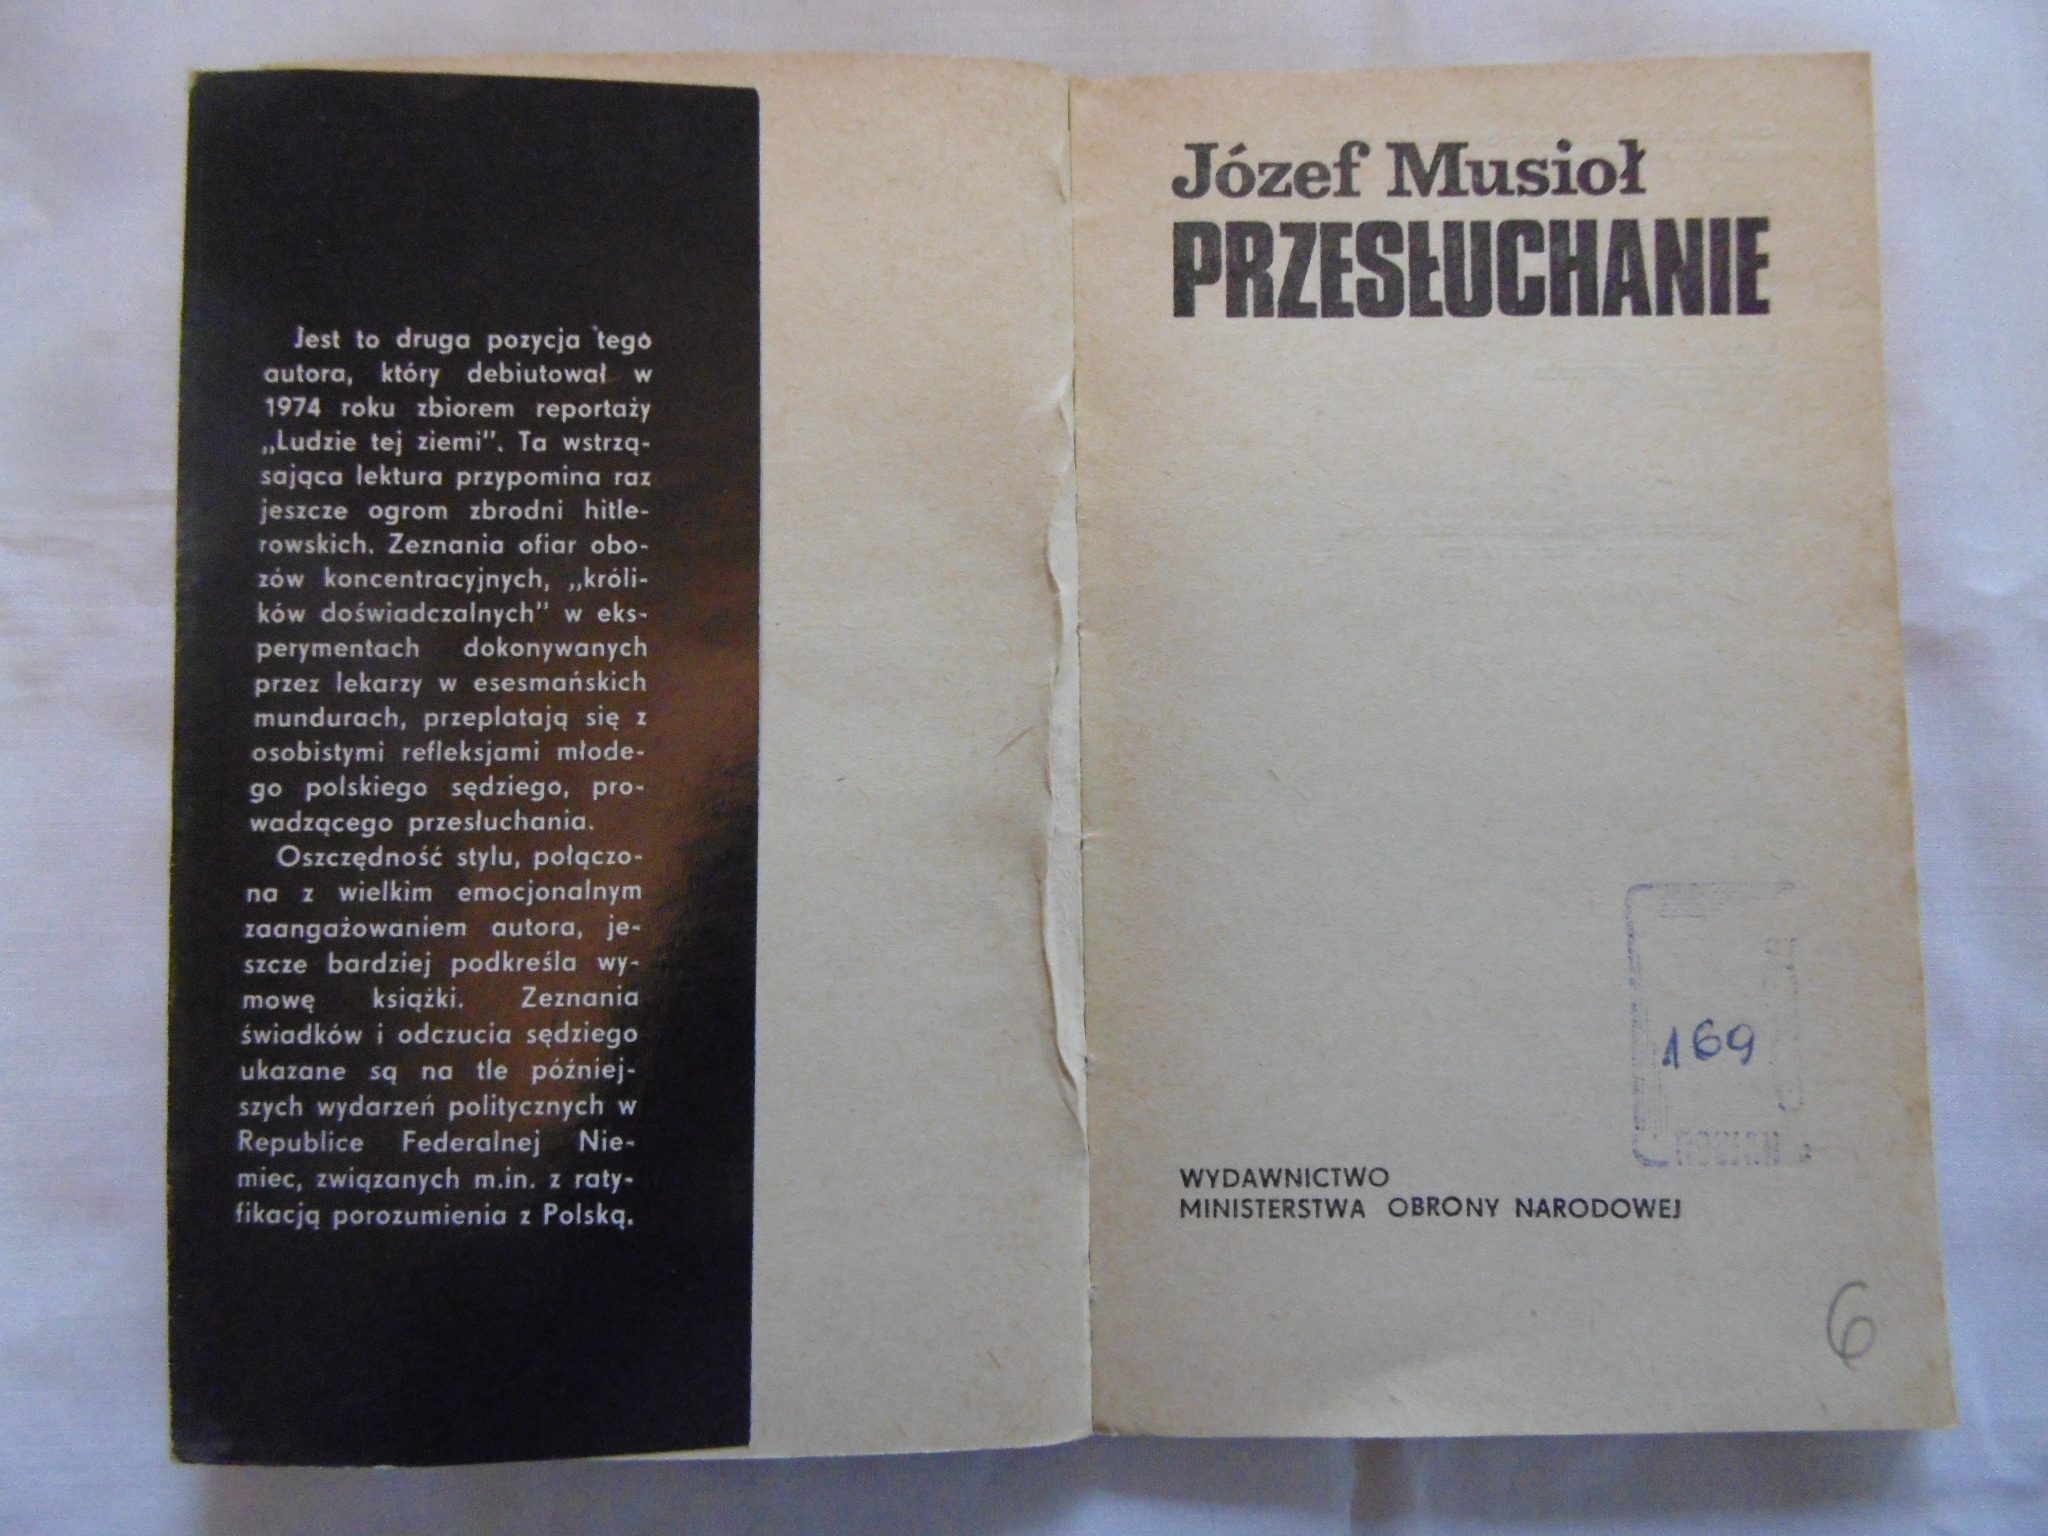 Jest to druga pozycja tego
autora, który debiutował w
1974 roku zbiorem reportaży
„Ludzie tej ziemi”. Ta wstrzą-
sająca lektura przypomina raz
jeszcze ogrom zbrodni hitle-
rowskich. Zeznania ofiar obo-
zów koncentracyjnych, „króli-
ków doświadczalnych” w eks-
perymentach dokonywanych
przez lekarzy w esesmańskich
mundurach, przeplatają się z
osobistymi refleksjami młode-
go polskiego sędziego, pro-
wadzącego przesłuchania.
Oszczędność stylu, połączo-
na z wielkim emocjonalnym
zaangażowaniem autora, je-
szcze bardziej podkreśla wy-
mowę książki. Zeznania
świadków i odczucia sędziego
ukazane są na tle później-
szych wydarzeń politycznych w
Republice Federalnej Nie-
miec, związanych m.in. z raty-
fikacją porozumienia z Polską.
Józef Musioł
PRZESŁUCHANIE
169
WYDAWNICTWO
MINISTERSTWA OBRONY NARODOWEJ
6